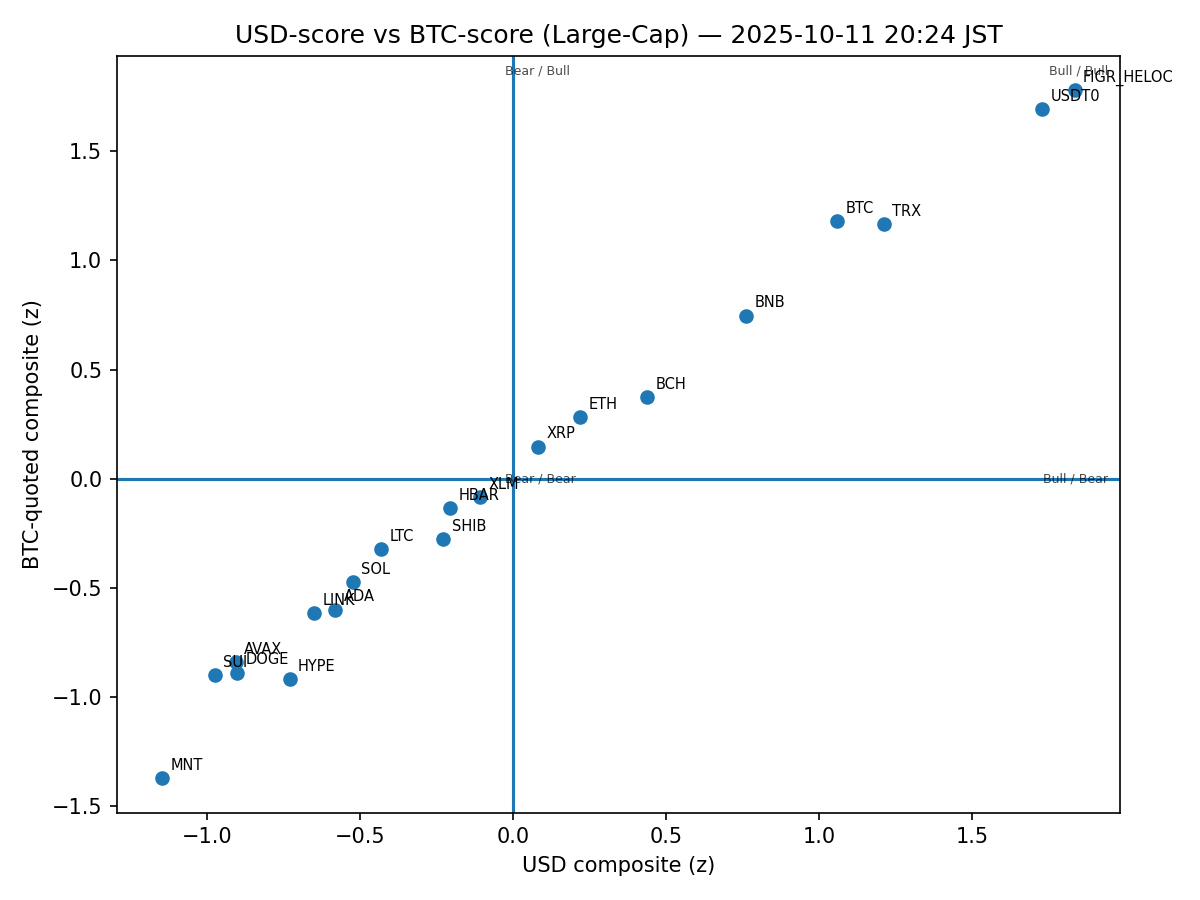 USD-score vs BTC-score (Large-Cap) — 2025-10-11 20:24 JST
Bear / Bull
Bull / Bull
FIGR_HELOC
USDT0
BTC
TRX
BNB
BCH
ETH
XRP
Bear / Bear
Bull / Bear
XLM
HBAR
SHIB
LTC
SOL
ADA
LINK
AVAX
DOGE
SUI
HYPE
MNT
1.5
1.0
0.5
0.0
−0.5
−1.0
−1.5
BTC-quoted composite (z)
−1.0
−0.5
0.0
0.5
1.0
1.5
USD composite (z)